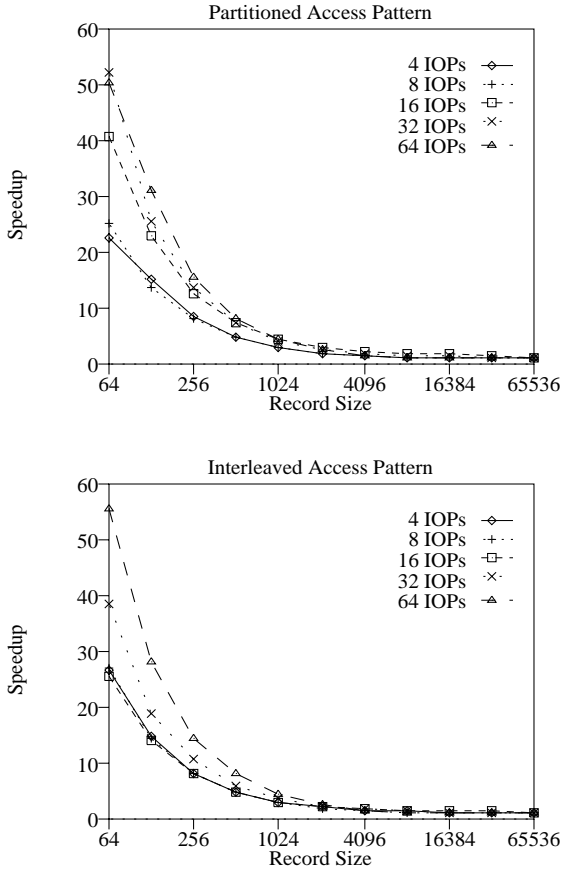 Partitioned Access Pattern
60
50
40
30
20
10
0
Speedup
4 IOPs
8 IOPs
16 IOPs
32 IOPs
64 IOPs
64 256 1024 4096 16384 65536
Record Size
Interleaved Access Pattern
60
50
40
30
20
10
0
Speedup
4 IOPs
8 IOPs
16 IOPs
32 IOPs
64 IOPs
64 256 1024 4096 16384 65536
Record Size